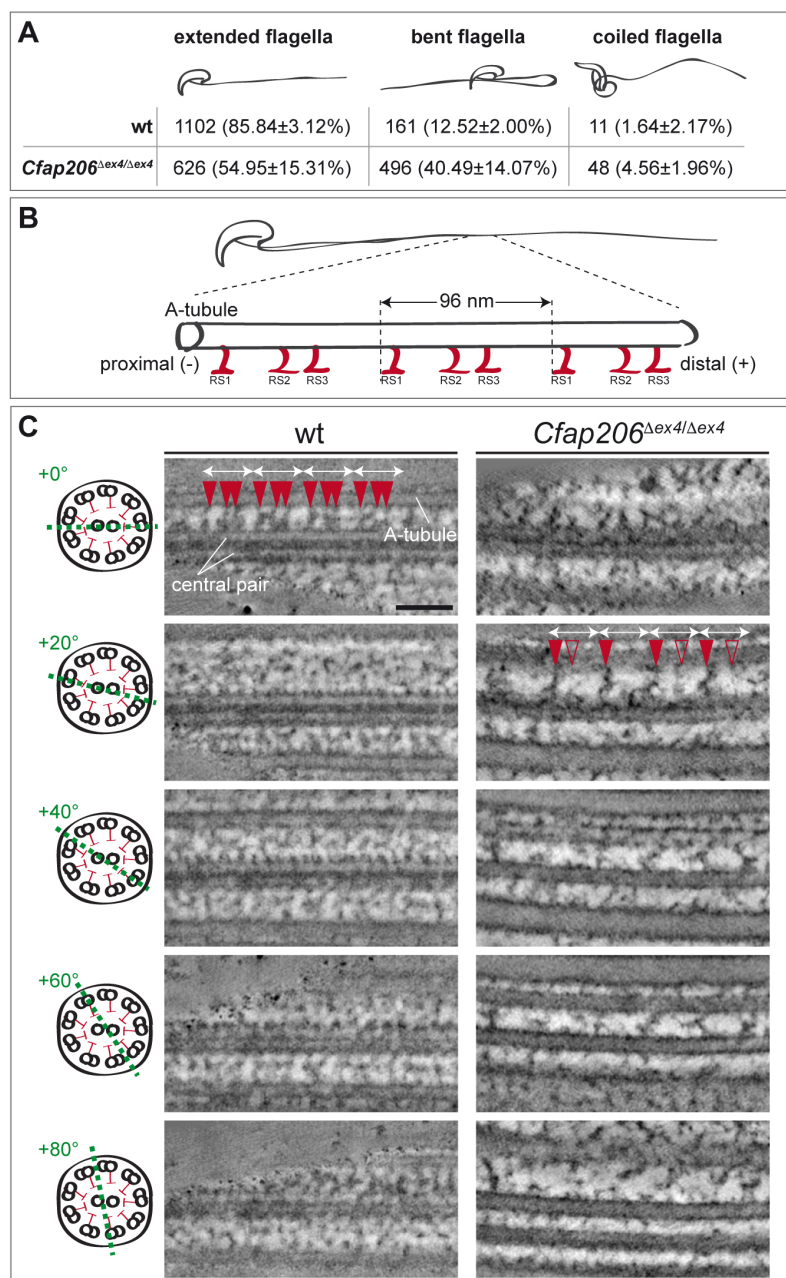 A
extended flagella bent flagella coiled flagella
wt 1102 (85.84±3.12%) 161 (12.52±2.00%) 11 (1.64±2.17%)
Cfap206Δex4/Δex4 626 (54.95±15.31%) 496 (40.49±14.07%) 48 (4.56±1.96%)
B
96 nm
A-tubule
proximal (-) distal (+)
RS1 RS2 RS3 RS1 RS2 RS3 RS1 RS2 RS3
C
wt Cfap206Δex4/Δex4
+0°
A-tubule
central pair
+20°
+40°
+60°
+80°